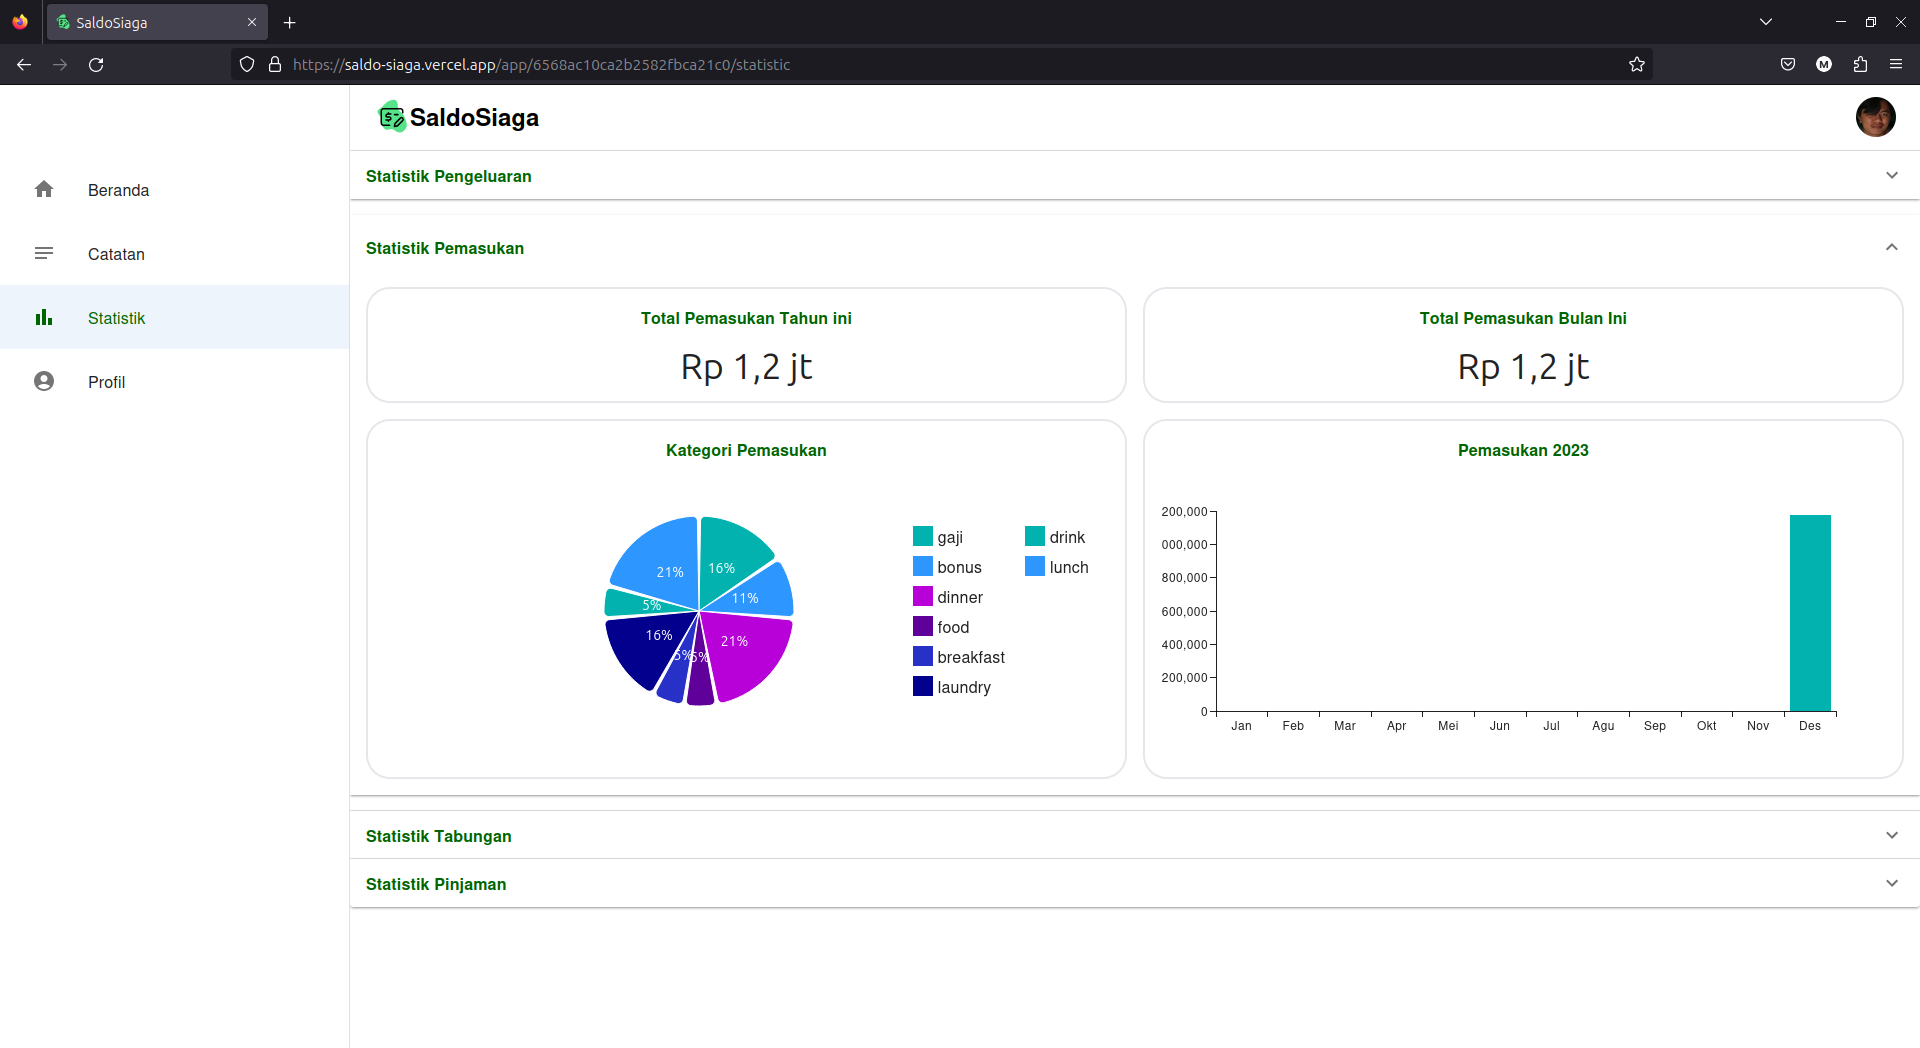 SaldoSiaga
https://saldo-siaga.vercel.app/app/6568ac10ca2b2582fbca21c0/statistic
M
SaldoSiaga
Beranda
Catatan
Statistik
Profil
Statistik Pengeluaran
Statistik Pemasukan
Total Pemasukan Tahun ini
Rp 1,2 jt
Total Pemasukan Bulan Ini
Rp 1,2 jt
Kategori Pemasukan
21%
16%
11%
5%
16%
21%
5%
5%
gaji
bonus
dinner
food
breakfast
laundry
drink
lunch
Pemasukan 2023
200,000
000,000
800,000
600,000
400,000
200,000
0
Jan Feb Mar Apr Mei Jun Jul Agu Sep Okt Nov Des
Statistik Tabungan
Statistik Pinjaman